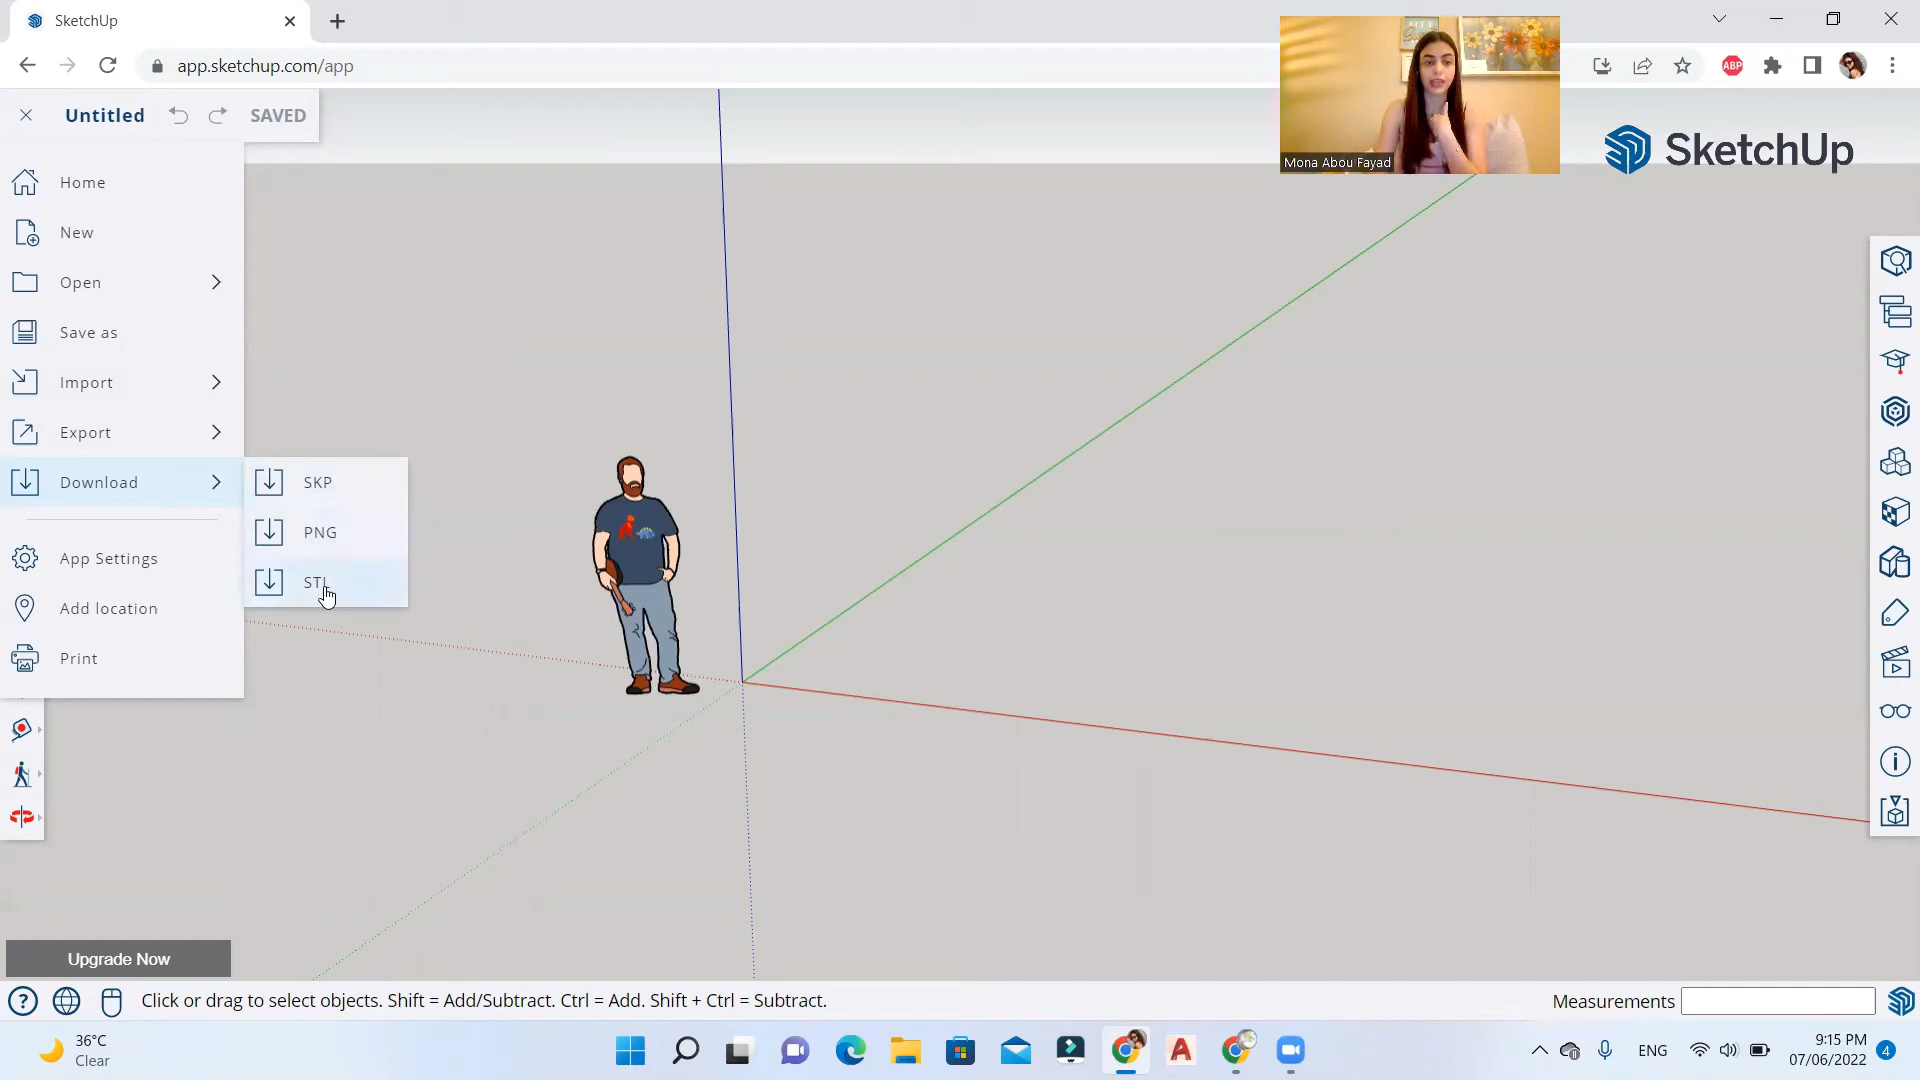 SketchUp
app.sketchup.com/app
ABP
Mona Abou Fayad
SketchUp
Untitled
SAVED
Home
New
Open
Save as
Import
Export
Download
SKP
PNG
STL
App Settings
Add location
Print
Upgrade Now
Click or drag to select objects. Shift = Add/Subtract. Ctrl = Add. Shift + Ctrl = Subtract.
Measurements
36°C
Clear
ENG
9:15 PM
07/06/2022
4